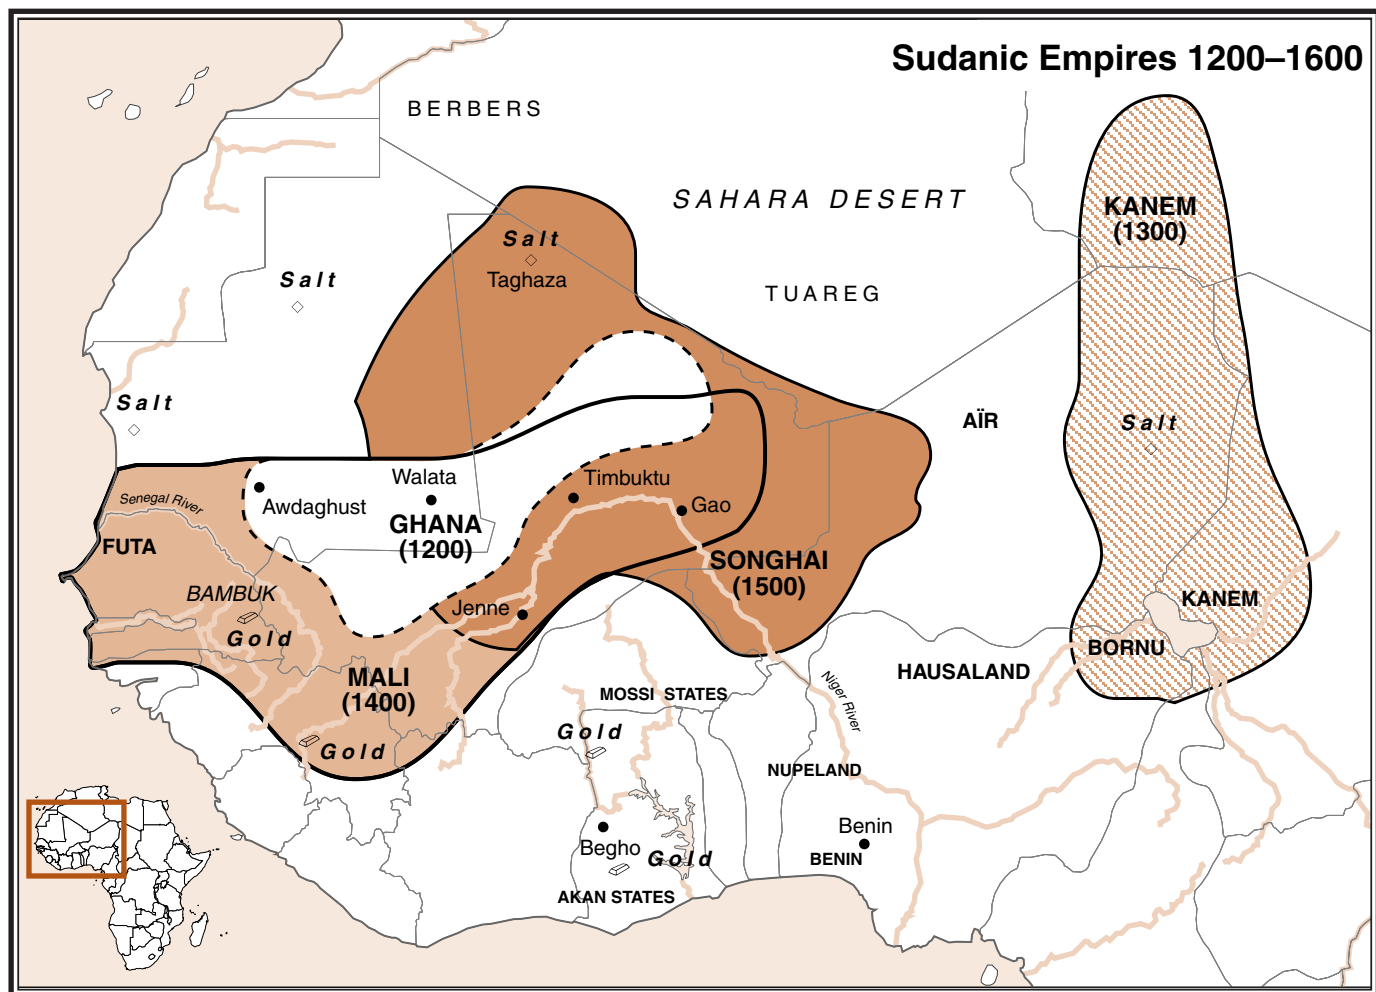 Sudanic Empires 1200–1600
BERBERS
SAHARA DESERT
KANEM
(1300)
Salt
Taghaza
Salt
TUAREG
Salt
AÏR
Salt
Walata
Timbuktu
Awdaghust
Gao
Senegal River
GHANA
(1200)
FUTA
SONGHAI
(1500)
BAMBUK
Jenne
KANEM
Gold
BORNU
MALI
(1400)
HAUSALAND
MOSSI STATES
Niger River
Gold
Gold
NUPELAND
Begho
Benin
Gold
BENIN
AKAN STATES